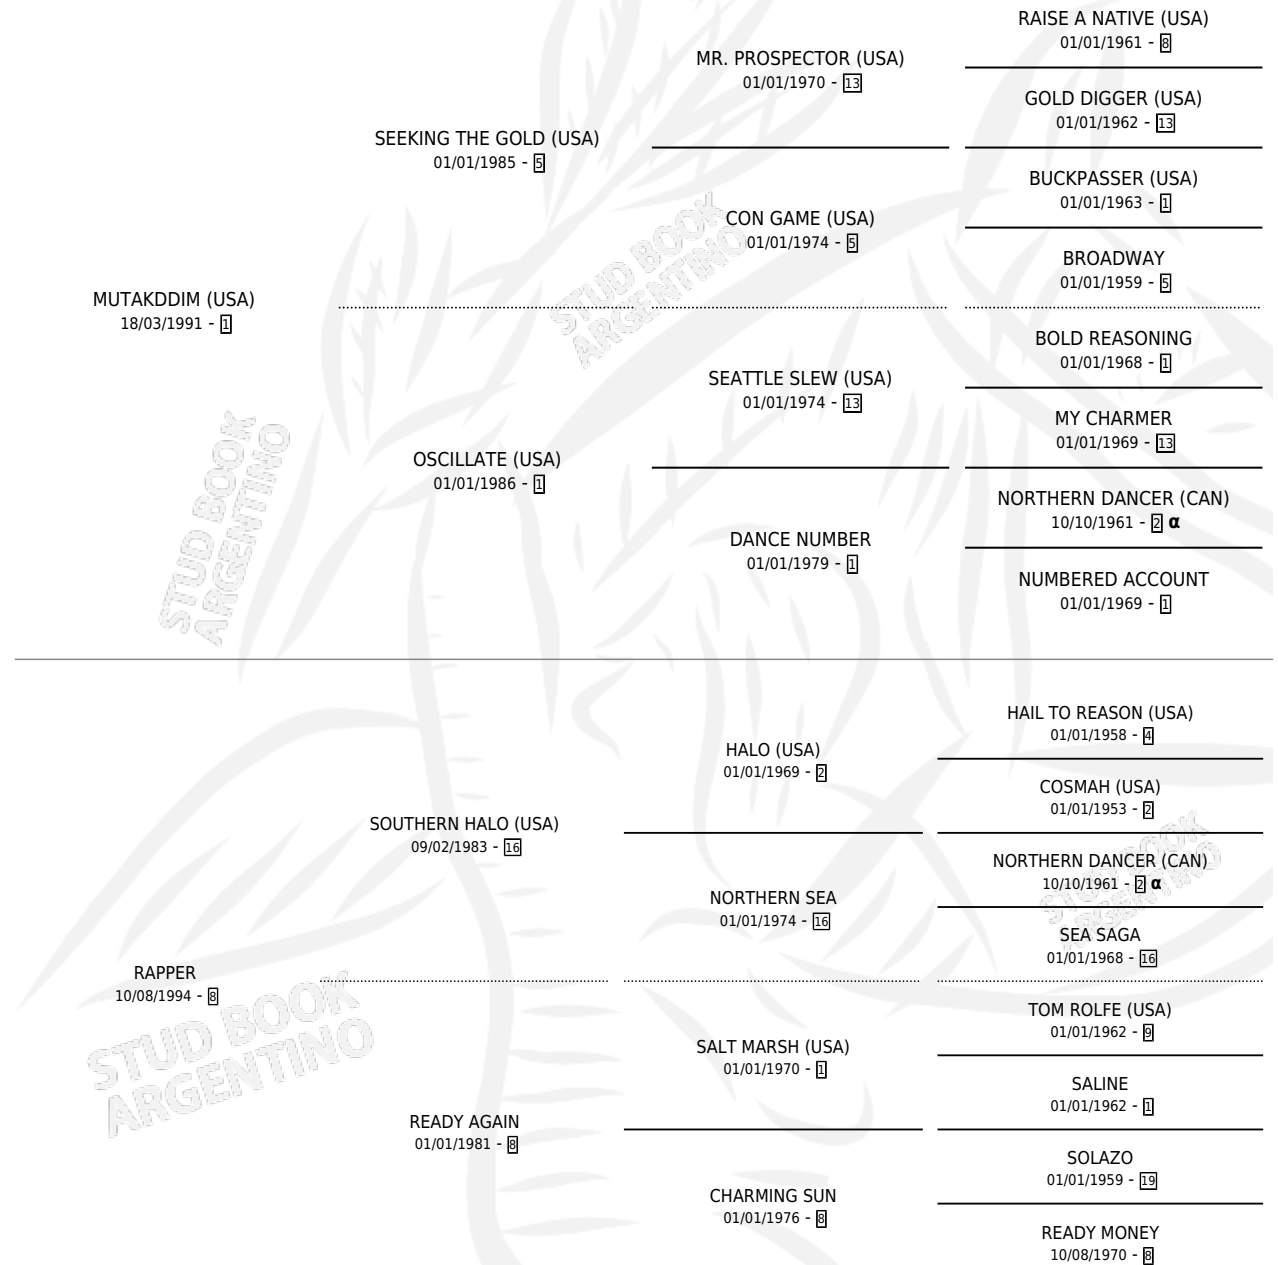 RAISE A NATIVE (USA)
01/01/1961 - 8
MR. PROSPECTOR (USA)
01/01/1970 - 13
GOLD DIGGER (USA)
01/01/1962 - 13
SEEKING THE GOLD (USA)
01/01/1985 - 5
BUCKPASSER (USA)
01/01/1963 - 1
CON GAME (USA)
01/01/1974 - 5
BROADWAY
01/01/1959 - 5
STUD BOOK
ARGENTINO
MUTAKDDIM (USA)
18/03/1991 - 1
BOLD REASONING
01/01/1968 - 1
SEATTLE SLEW (USA)
01/01/1974 - 13
MY CHARMER
01/01/1969 - 13
OSCILLATE (USA)
01/01/1986 - 1
NORTHERN DANCER (CAN)
10/10/1961 - 2 α
DANCE NUMBER
01/01/1979 - 1
NUMBERED ACCOUNT
01/01/1969 - 1
STUD BOOK
ARGENTINO
HAIL TO REASON (USA)
01/01/1958 - 4
HALO (USA)
01/01/1969 - 2
COSMAH (USA)
01/01/1953 - 2
SOUTHERN HALO (USA)
09/02/1983 - 16
NORTHERN DANCER (CAN)
10/10/1961 - 2 α
NORTHERN SEA
01/01/1974 - 16
SEA SAGA
01/01/1968 - 16
STUD BOOK
ARGENTINO
RAPPER
10/08/1994 - 8
TOM ROLFE (USA)
01/01/1962 - 9
SALT MARSH (USA)
01/01/1970 - 1
SALINE
01/01/1962 - 1
READY AGAIN
01/01/1981 - 8
SOLAZO
01/01/1959 - 19
CHARMING SUN
01/01/1976 - 8
READY MONEY
10/08/1970 - 8
STUD BOOK
ARGENTINO